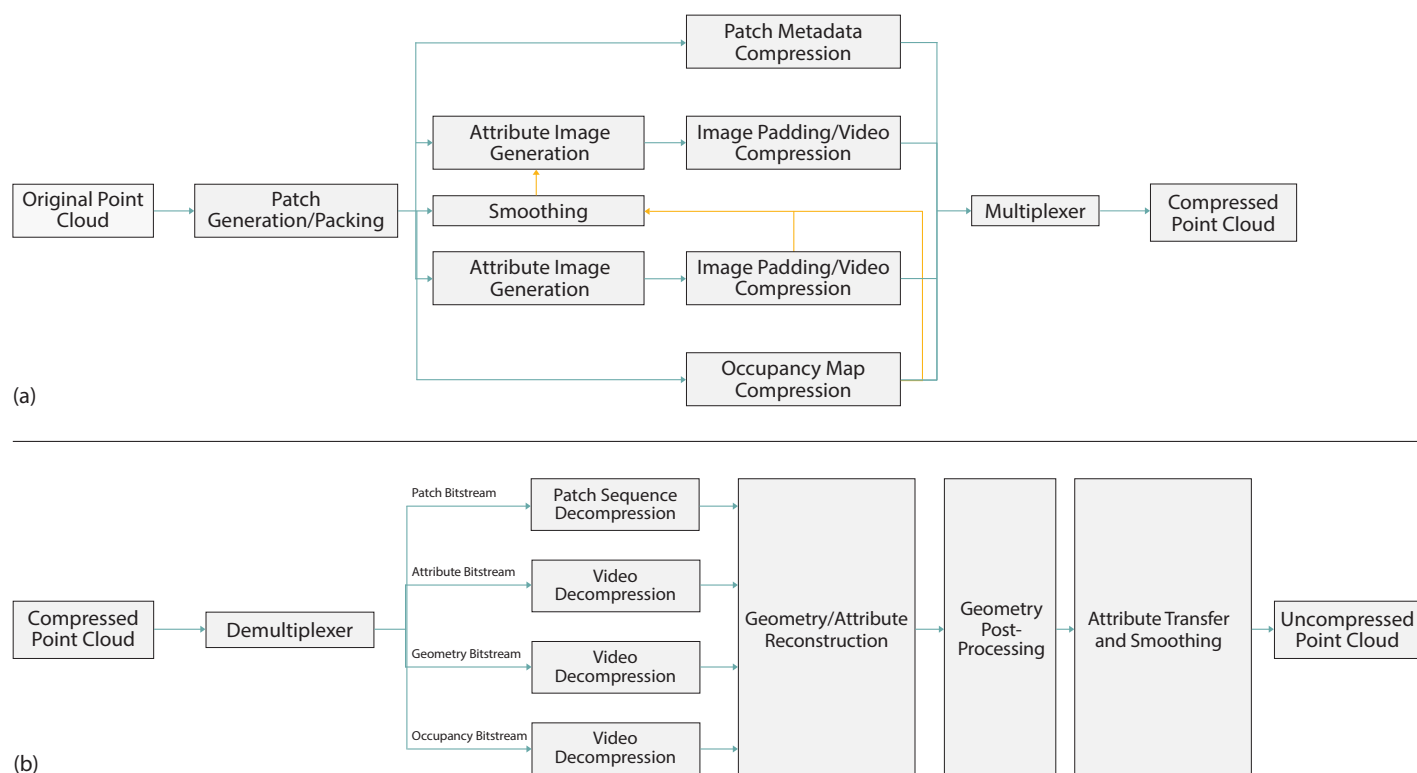 Patch Metadata
Compression
Attribute Image
Generation
Image Padding/Video
Compression
Original Point
Cloud
Patch
Generation/Packing
Smoothing
Multiplexer
Compressed
Point Cloud
Attribute Image
Generation
Image Padding/Video
Compression
Occupancy Map
Compression
(a)
Patch Bitstream
Patch Sequence
Decompression
Attribute Bitstream
Video
Decompression
Compressed
Point Cloud
Demultiplexer
Geometry Bitstream
Video
Decompression
Occupancy Bitstream
Video
Decompression
Geometry/Attribute
Reconstruction
Geometry
Post-
Processing
Attribute Transfer
and Smoothing
Uncompressed
Point Cloud
(b)